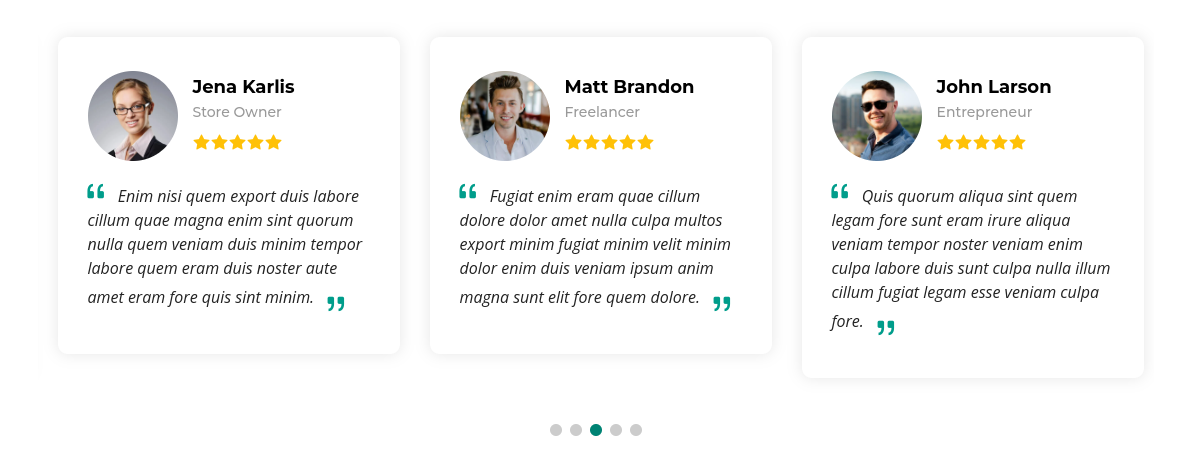 Jena Karlis
Store Owner
“ Enim nisi quem export duis labore
cillum quae magna enim sint quorum
nulla quem veniam duis minim tempor
labore quem eram duis noster aute
amet eram fore quis sint minim. ”
Matt Brandon
Freelancer
“ Fugiat enim eram quae cillum
dolore dolor amet nulla culpa multos
export minim fugiat minim velit minim
dolor enim duis veniam ipsum anim
magna sunt elit fore quem dolore. ”
John Larson
Entrepreneur
“ Quis quorum aliqua sint quem
legam fore sunt eram irure aliqua
veniam tempor noster veniam enim
culpa labore duis sunt culpa nulla illum
cillum fugiat legam esse veniam culpa
fore. ”